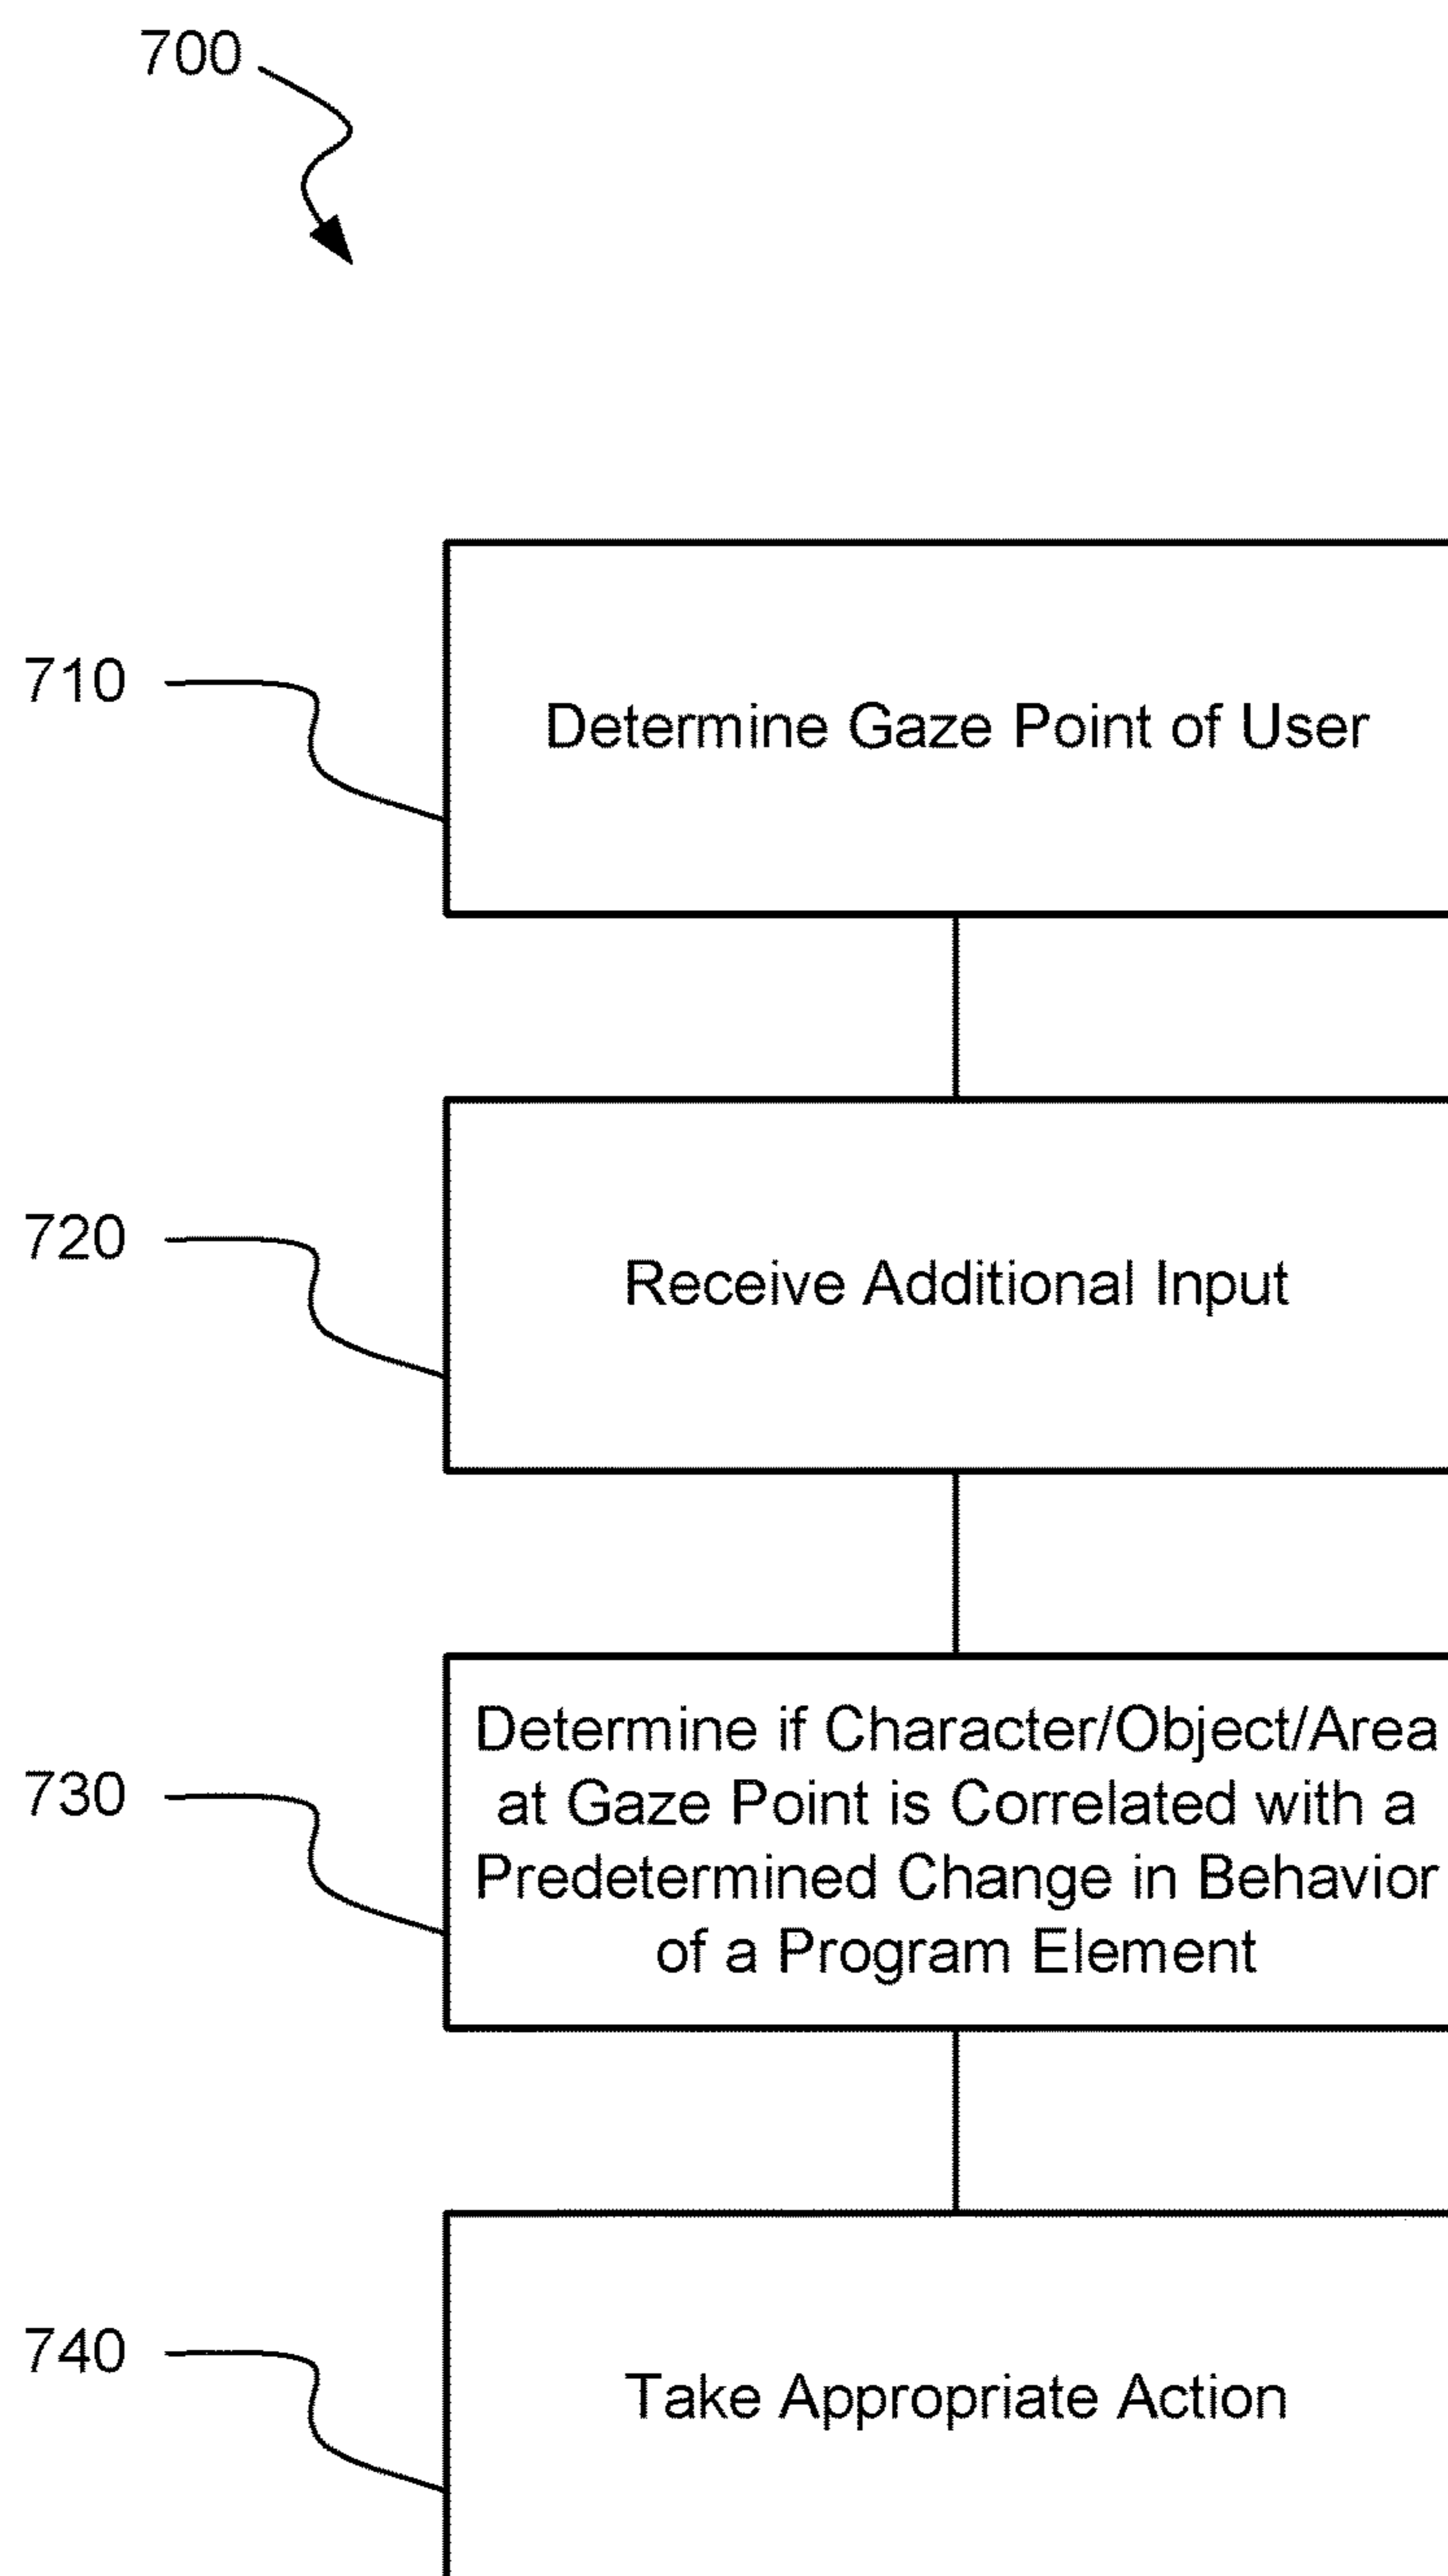 700
710
Determine Gaze Point of User
720
Receive Additional Input
730
Determine if Character/Object/Area
at Gaze Point is Correlated with a
Predetermined Change in Behavior
of a Program Element
740
Take Appropriate Action